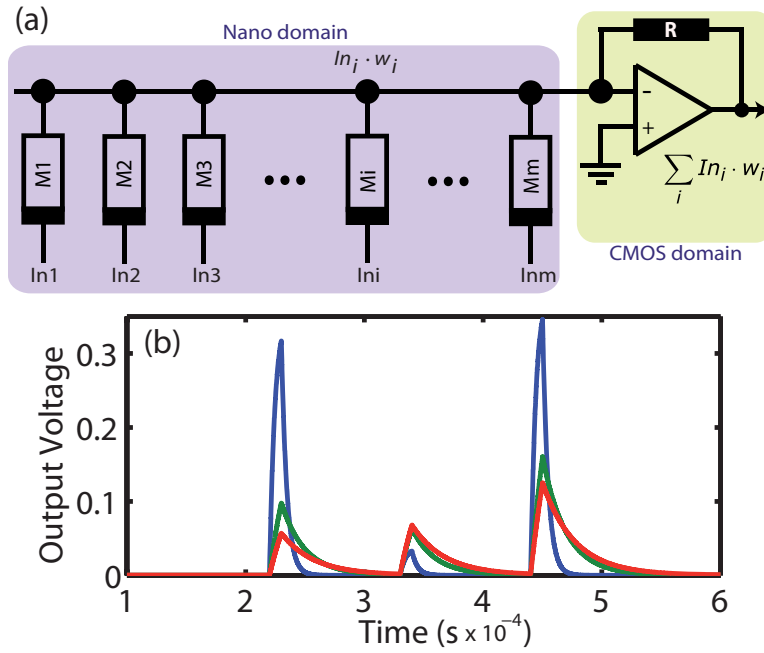 (a)
Nano domain
In_i · w_i
R
M1
M2
M3
•••
Mi
•••
Mm
−
+
∑_i In_i · w_i
In1
In2
In3
Ini
Inm
CMOS domain
(b)
Output Voltage
0.3
0.2
0.1
0
1 2 3 4 5 6
Time (s x 10⁻⁴)